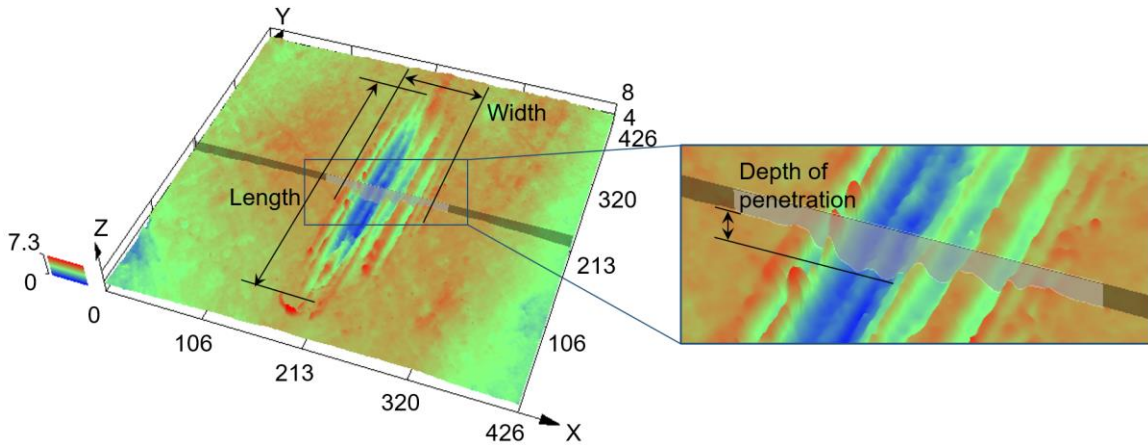 Y
8
4
426
Width
Depth of
penetration
Length
320
Z
7.3
0
213
0
106
106
213
320
426
X